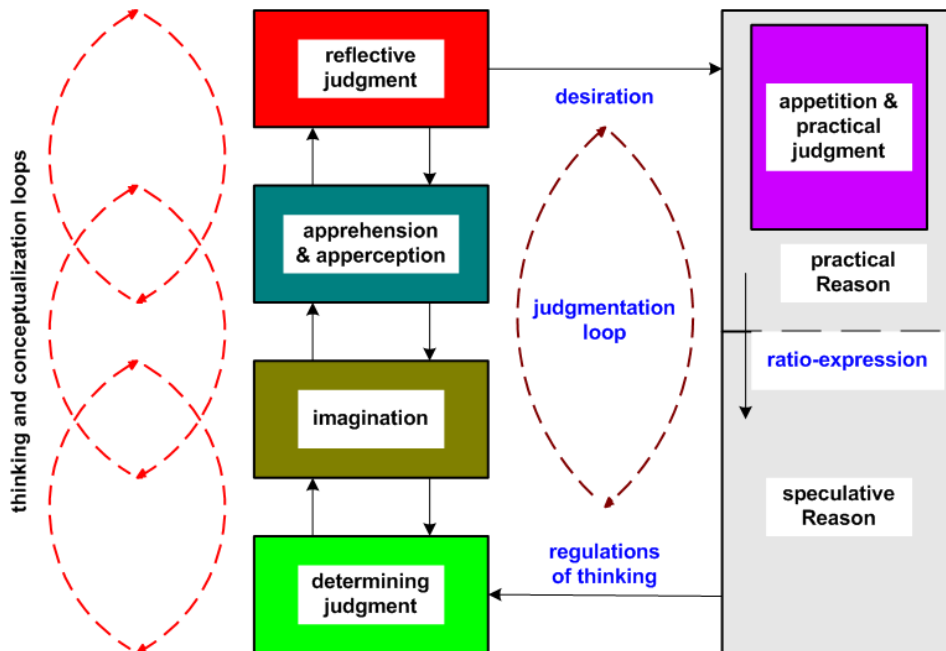 thinking and conceptualization loops
reflective
judgment
apprehension
& apperception
imagination
determining
judgment
desiration
judgmentation
loop
regulations
of thinking
appetition &
practical
judgment
practical
Reason
ratio-expression
speculative
Reason